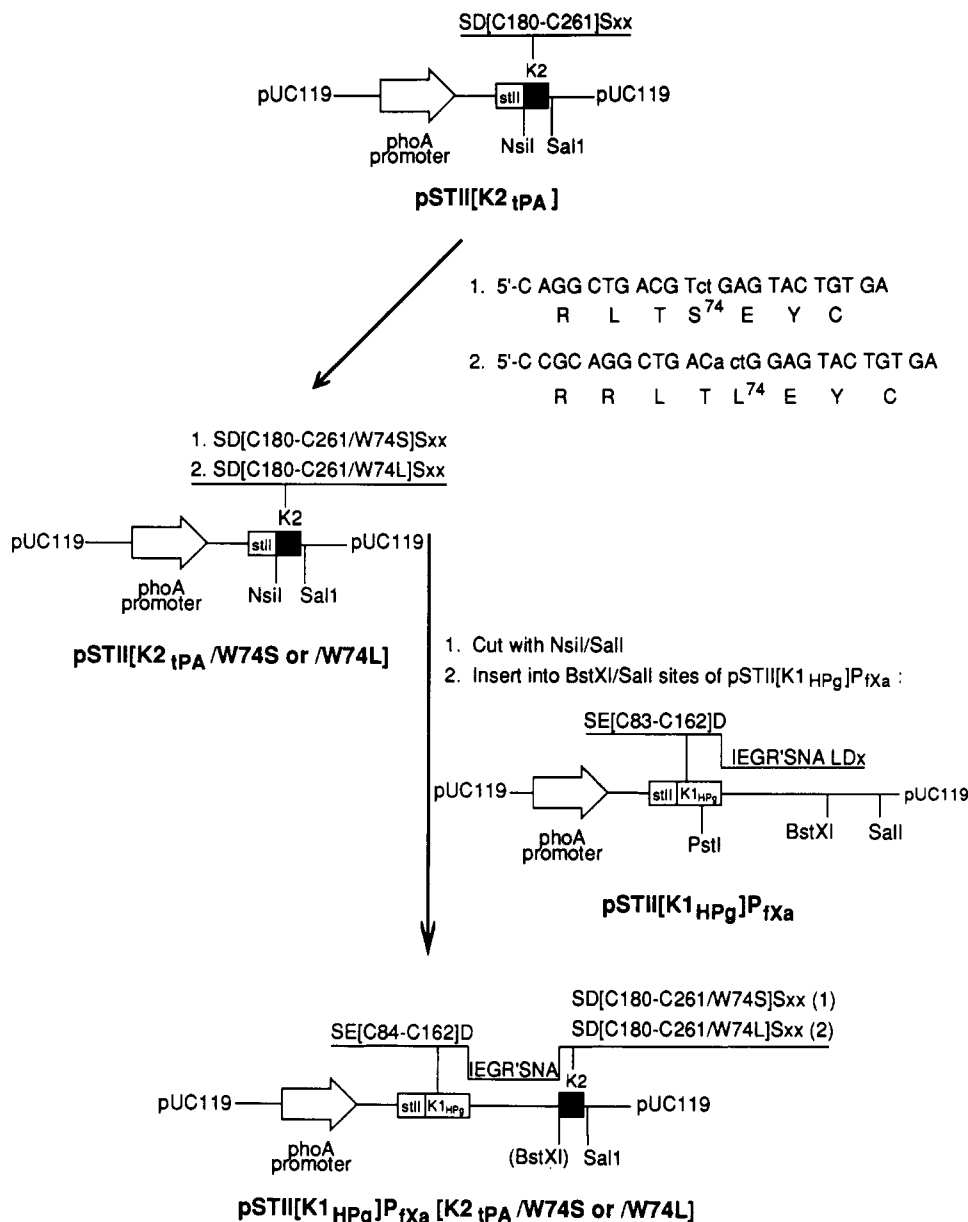 SD[C180-C261]Sxx
K2
pUC119
stII
pUC119
phoA
promoter
NsiI
Sal1
pSTII[K2 tPA ]
1. 5'-C AGG CTG ACG Tct GAG TAC TGT GA
R L T S74 E Y C
2. 5'-C CGC AGG CTG ACa ctG GAG TAC TGT GA
R R L T L74 E Y C
1. SD[C180-C261/W74S]Sxx
2. SD[C180-C261/W74L]Sxx
K2
pUC119
stII
pUC119
phoA
promoter
NsiI
Sal1
pSTII[K2 tPA /W74S or /W74L]
1. Cut with NsiI/SalI
2. Insert into BstXI/SalI sites of pSTII[K1 HPg]PfXa :
SE[C83-C162]D
IEGR'SNA LDx
pUC119
stII
K1HPg
pUC119
phoA
promoter
PstI
BstXI
SalI
pSTII[K1HPg]PfXa
SD[C180-C261/W74S]Sxx (1)
SE[C84-C162]D
SD[C180-C261/W74L]Sxx (2)
IEGR'SNA
K2
pUC119
stII
K1HPg
pUC119
phoA
promoter
(BstXI)
Sal1
pSTII[K1HPg]PfXa [K2 tPA /W74S or /W74L]